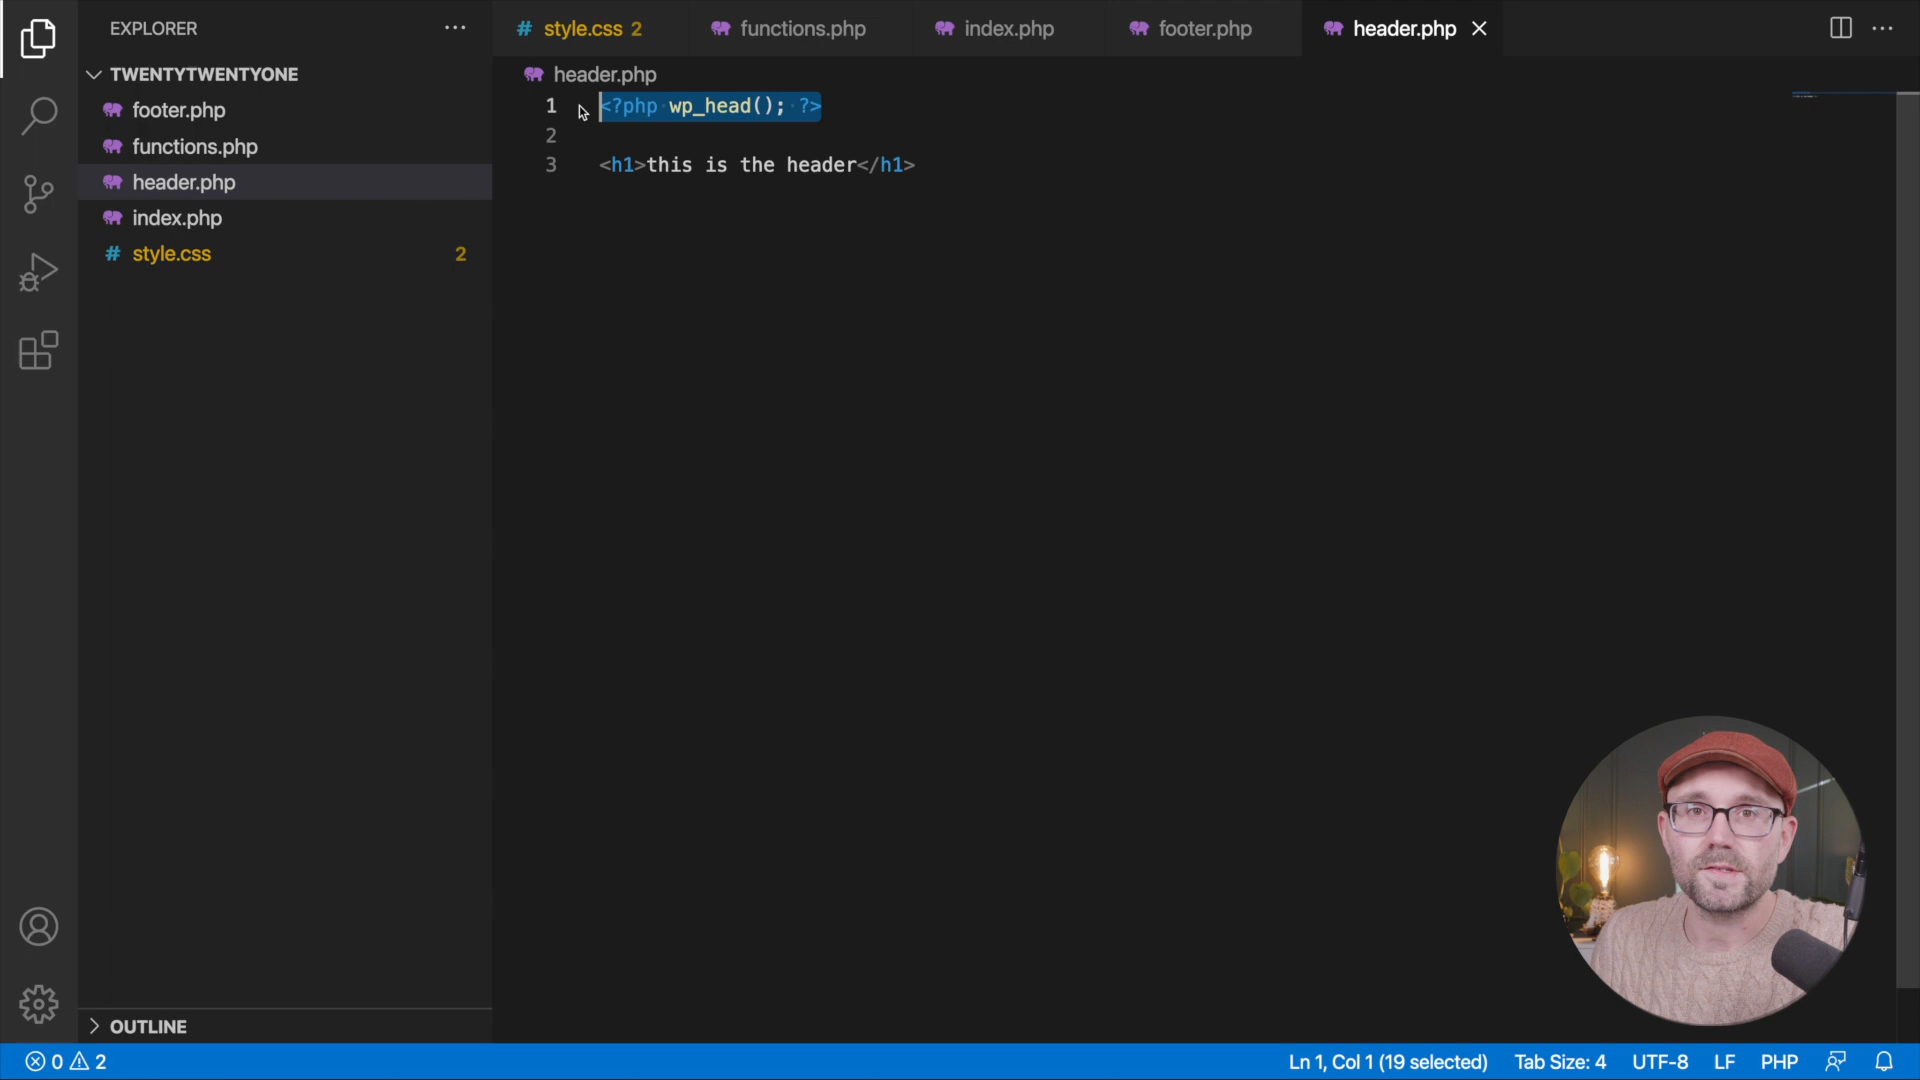 EXPLORER
style.css 2
functions.php
index.php
footer.php
header.php
TWENTYTWENTYONE
footer.php
functions.php
header.php
index.php
style.css 2
header.php
1 <?php wp_head(); ?>
2
3 <h1>this is the header</h1>
OUTLINE
0 2
Ln 1, Col 1 (19 selected) Tab Size: 4 UTF-8 LF PHP